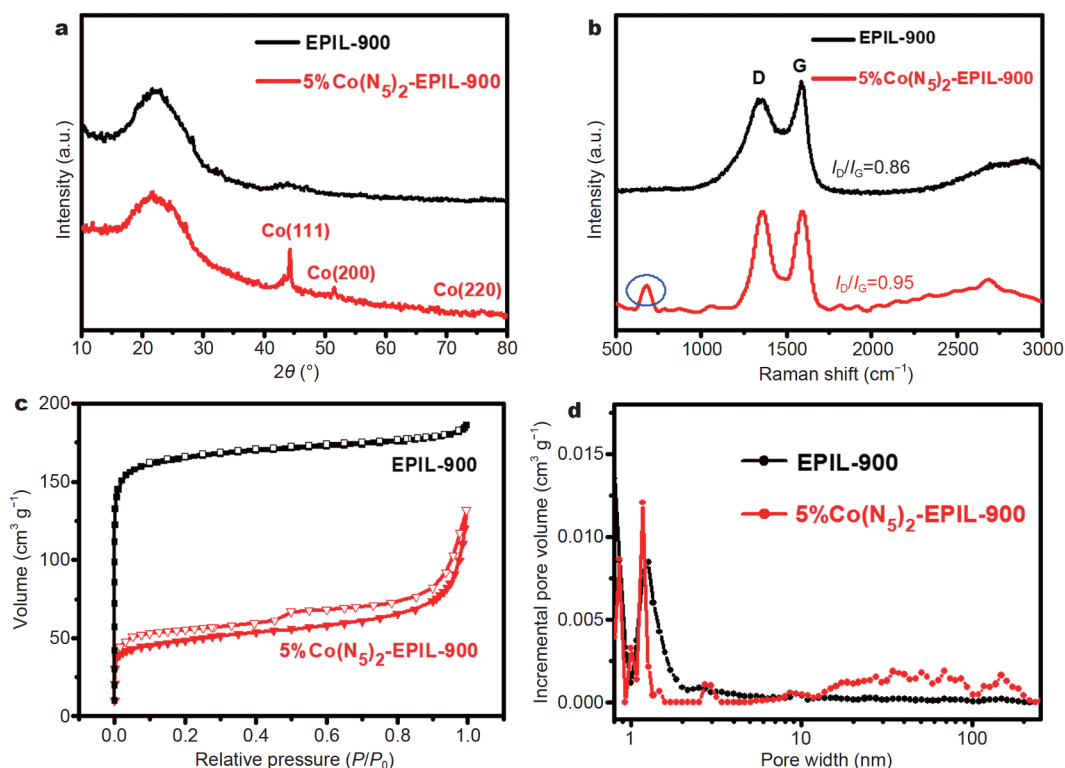 a
EPIL-900
5%Co(N₅)₂-EPIL-900
Co(111)
Co(200)
Co(220)
Intensity (a.u.)
10 20 30 40 50 60 70 80
2θ (°)
b
EPIL-900
5%Co(N₅)₂-EPIL-900
D
G
I_D/I_G=0.86
I_D/I_G=0.95
Intensity (a.u.)
500 1000 1500 2000 2500 3000
Raman shift (cm⁻¹)
c
200
150
100
50
0
EPIL-900
5%Co(N₅)₂-EPIL-900
Volume (cm³ g⁻¹)
0.0 0.2 0.4 0.6 0.8 1.0
Relative pressure (P/P₀)
d
0.015
0.010
0.005
0.000
EPIL-900
5%Co(N₅)₂-EPIL-900
Incremental pore volume (cm³ g⁻¹)
1 10 100
Pore width (nm)